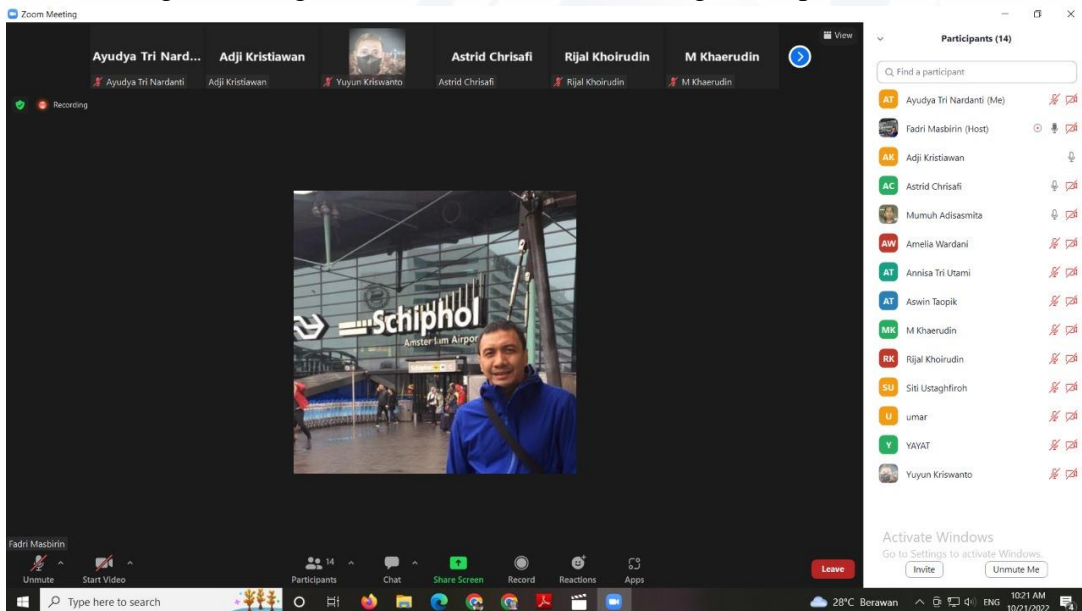 Zoom Meeting
View
Ayudya Tri Nard...
Adji Kristiawan
Astrid Chrisafi
Rijal Khoirudin
M Khaerudin
Ayudya Tri Nardanti
Adji Kristiawan
Yuyun Kriswanto
Astrid Chrisafi
Rijal Khoirudin
M Khaerudin
Recording
Schiphol
Fadri Masbirin
Unmute
Start Video
14
Participants
Chat
Share Screen
Record
Reactions
Apps
Leave
Participants (14)
Find a participant
AT Ayudya Tri Nardanti (Me)
Fadri Masbirin (Host)
AK Adji Kristiawan
AC Astrid Chrisafi
Mumuh Adisasmita
AW Amelia Wardani
AT Annisa Tri Utami
AT Aswin Taopik
MK M Khaerudin
RK Rijal Khoirudin
SU Siti Ustaghfiroh
U umar
Y YAYAT
Yuyun Kriswanto
Activate Windows
Go to Settings to activate Windows.
Invite
Unmute Me
Type here to search
28°C Berawan
ENG
10:21 AM
10/21/2022